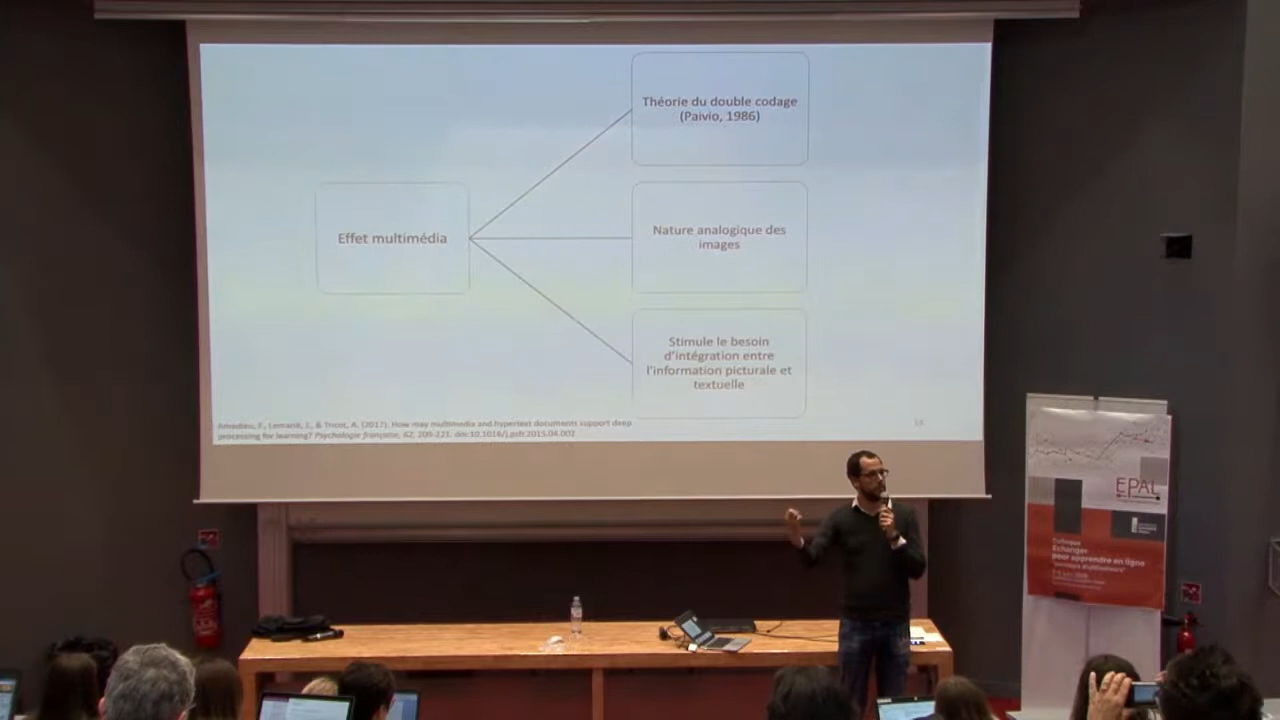 Théorie du double codage
(Paivio, 1986)
Effet multimédia
Nature analogique des
images
Stimule le besoin
d'intégration entre
l'information picturale et
textuelle
Amadieu, F., Lemarié, J., & Tricot, A. (2017). How may multimedia and hypertext documents support deep
processing for learning? Psychologie française, 62, 209-221. doi:10.1016/j.psfr.2015.04.002
EPAL
Colloque
Echanger
pour apprendre en ligne